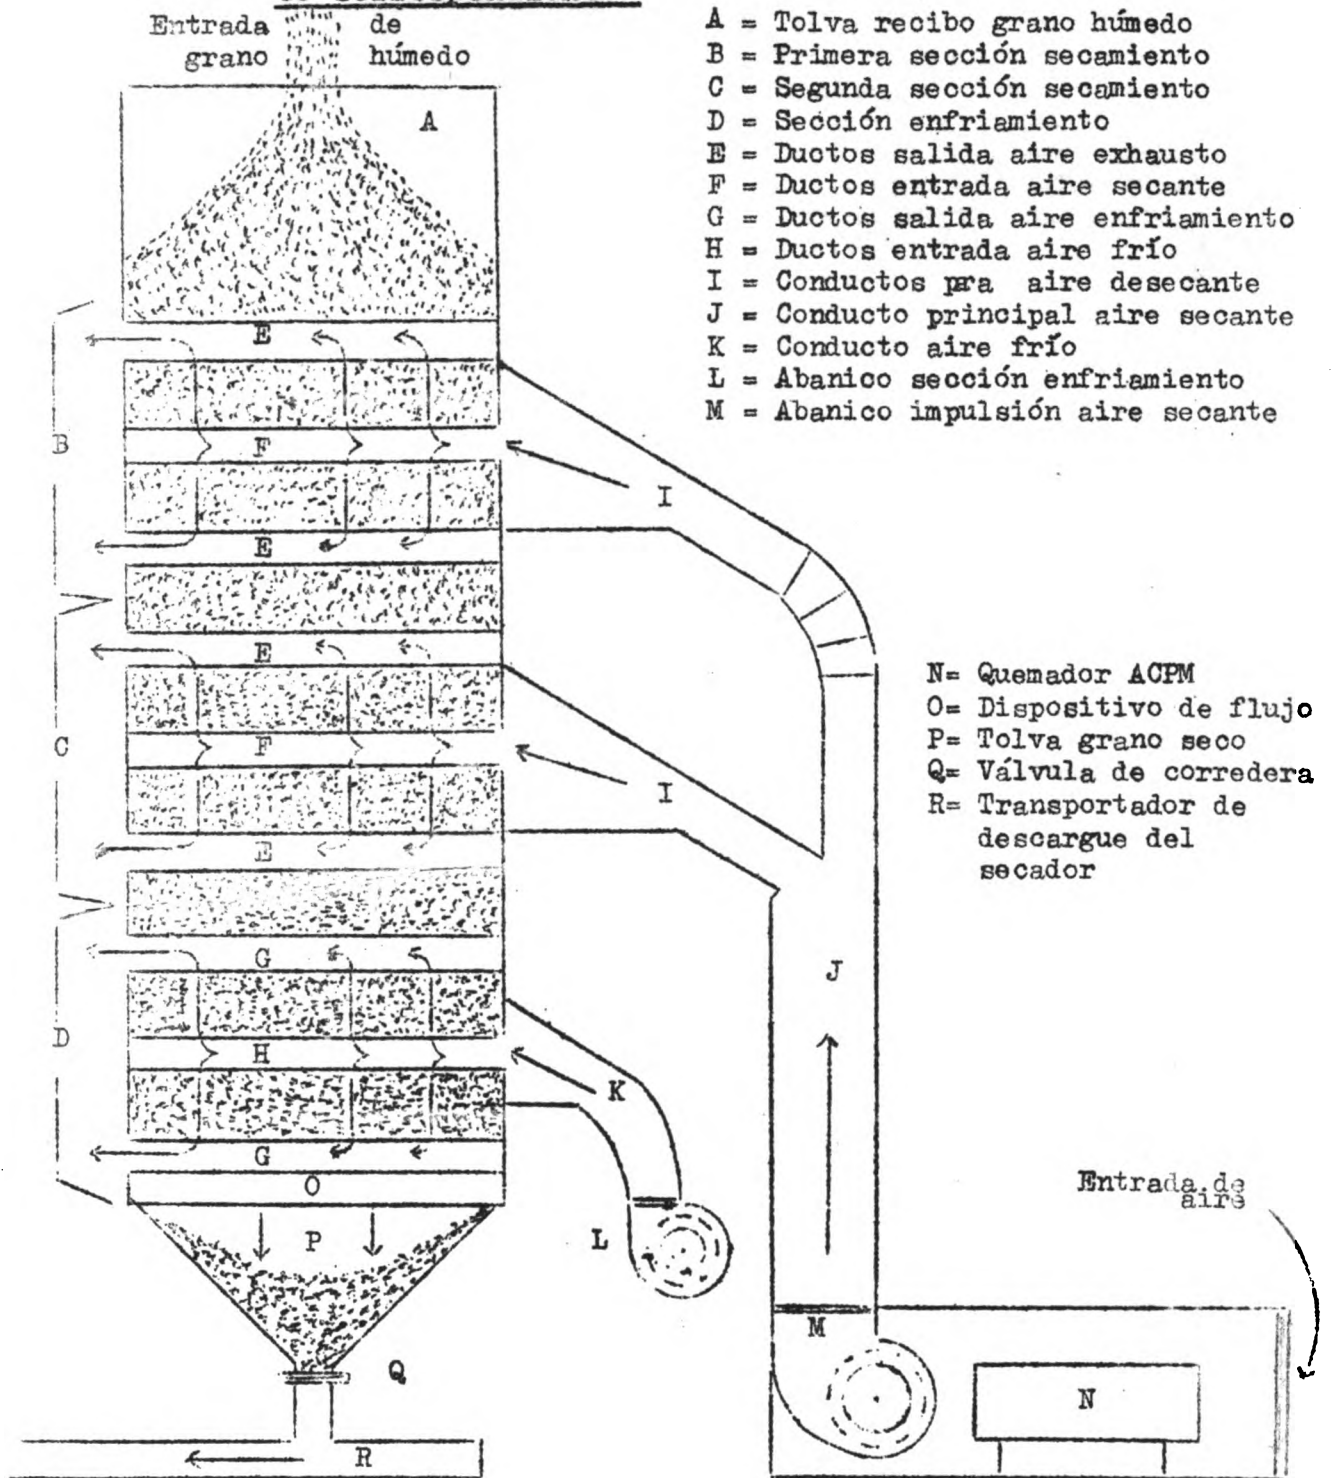 Entrada de
grano húmedo
A = Tolva recibo grano húmedo
B = Primera sección secamiento
C = Segunda sección secamiento
D = Sección enfriamiento
E = Ductos salida aire exhausto
F = Ductos entrada aire secante
G = Ductos salida aire enfriamiento
H = Ductos entrada aire frío
I = Conductos pra aire desecante
J = Conducto principal aire secante
K = Conducto aire frío
L = Abanico sección enfriamiento
M = Abanico impulsión aire secante
N= Quemador ACPM
O= Dispositivo de flujo
P= Tolva grano seco
Q= Válvula de corredera
R= Transportador de
descargue del
secador
A
E
B
F
I
E
E
C
F
I
E
G
J
D
H
K
G
O
Entrada de
aire
P
L
M
Q
N
R